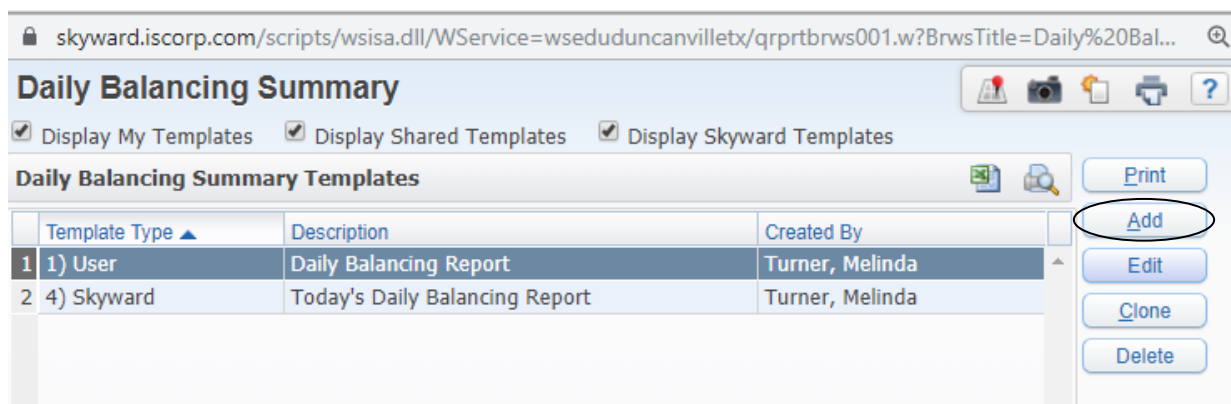 skyward.iscorp.com/scripts/wsisa.dll/WService=wseduduncanvilletx/qrprtbrws001.w?BrwsTitle=Daily%20Bal...
Daily Balancing Summary
?
Display My Templates Display Shared Templates Display Skyward Templates
Daily Balancing Summary Templates
Print
Template Type Description Created By
Add
1 1) User Daily Balancing Report Turner, Melinda
Edit
2 4) Skyward Today's Daily Balancing Report Turner, Melinda
Clone
Delete